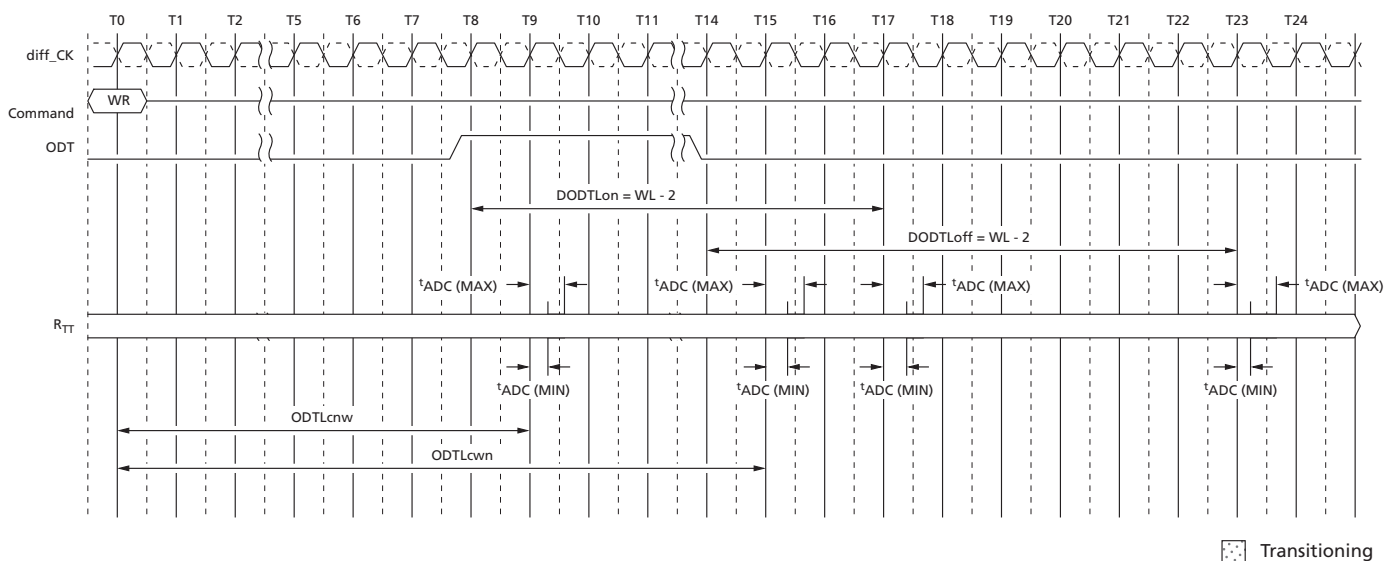 T0 T1 T2 T5 T6 T7 T8 T9 T10 T11 T14 T15 T16 T17 T18 T19 T20 T21 T22 T23 T24
diff_CK
Command
WR
ODT
DODTLon = WL - 2
DODTLoff = WL - 2
tADC (MAX) tADC (MAX) tADC (MAX) tADC (MAX)
RTT
tADC (MIN) tADC (MIN) tADC (MIN) tADC (MIN)
ODTLcnw
ODTLcwn
Transitioning